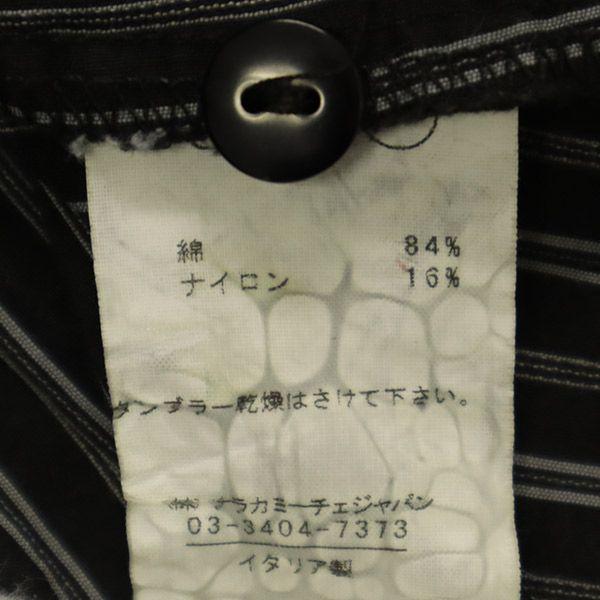 綿 84%
ナイロン 16%
タンブラー乾燥はさけて下さい。
㈱ナラカミーチェジャパン
03-3404-7373
イタリア製